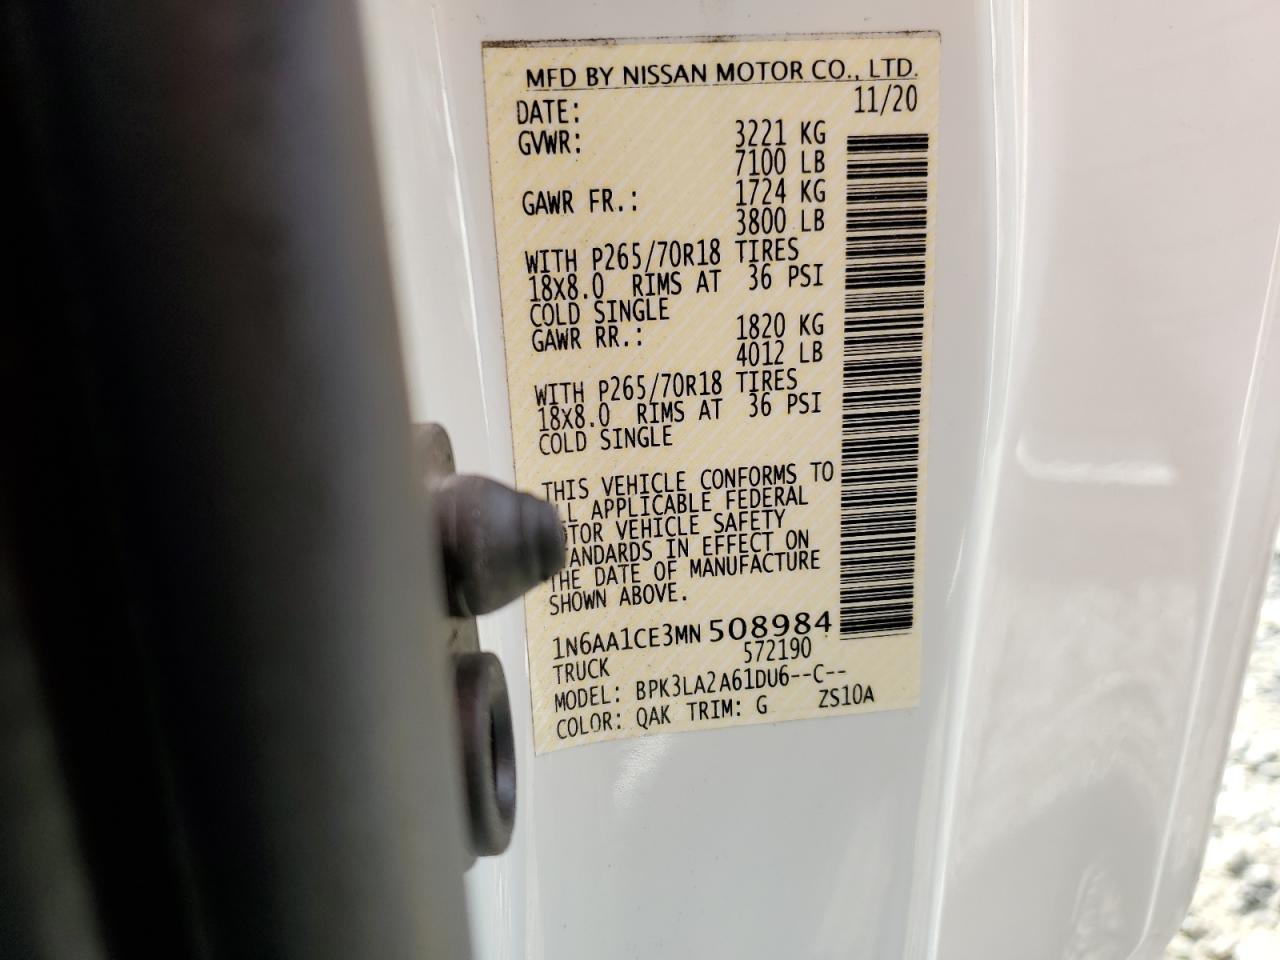 MFD BY NISSAN MOTOR CO., LTD.
DATE: 11/20
GVWR: 3221 KG
7100 LB
GAWR FR.: 1724 KG
3800 LB
WITH P265/70R18 TIRES
18X8.0 RIMS AT 36 PSI
COLD SINGLE
GAWR RR.: 1820 KG
4012 LB
WITH P265/70R18 TIRES
18X8.0 RIMS AT 36 PSI
COLD SINGLE
THIS VEHICLE CONFORMS TO
APPLICABLE FEDERAL
VEHICLE SAFETY
IN EFFECT ON
THE DATE OF MANUFACTURE
SHOWN ABOVE.
1N6AA1CE3MN508984
TRUCK 572190
MODEL: BPK3LA2A61DU6--C--
COLOR: QAK TRIM: G ZS10A